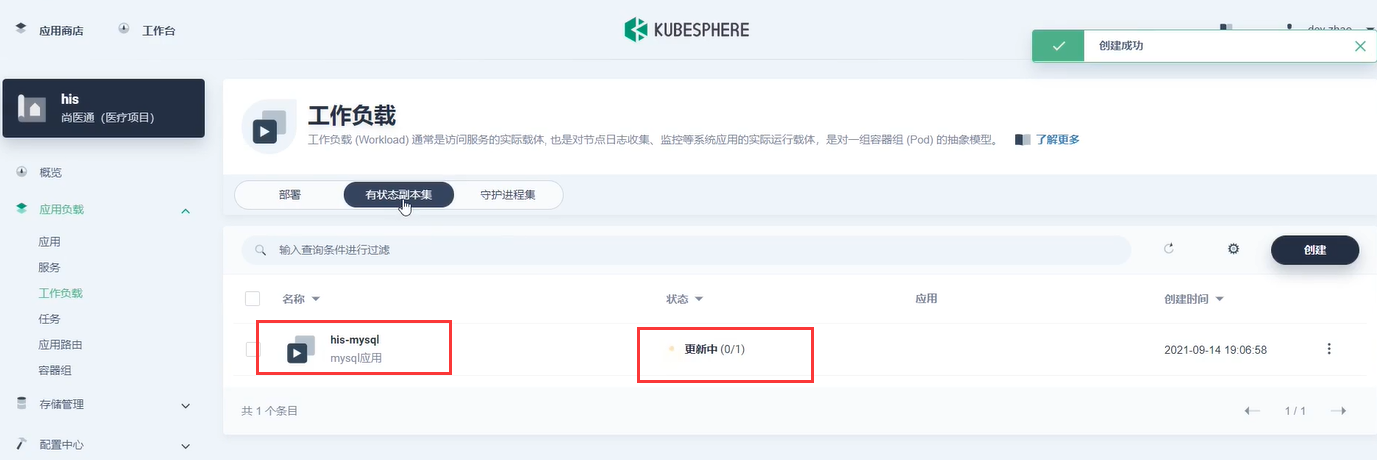 应用商店
工作台
KUBESPHERE
创建成功
his
尚医通（医疗项目）
工作负载
工作负载 (Workload) 通常是访问服务的实际载体, 也是对节点日志收集、监控等系统应用的实际运行载体，是对一组容器组 (Pod) 的抽象模型。
了解更多
概览
应用负载
应用
服务
工作负载
任务
应用路由
容器组
存储管理
配置中心
部署
有状态副本集
守护进程集
输入查询条件进行过滤
创建
名称
状态
应用
创建时间
his-mysql
mysql应用
更新中 (0/1)
2021-09-14 19:06:58
共 1 个条目
1 / 1